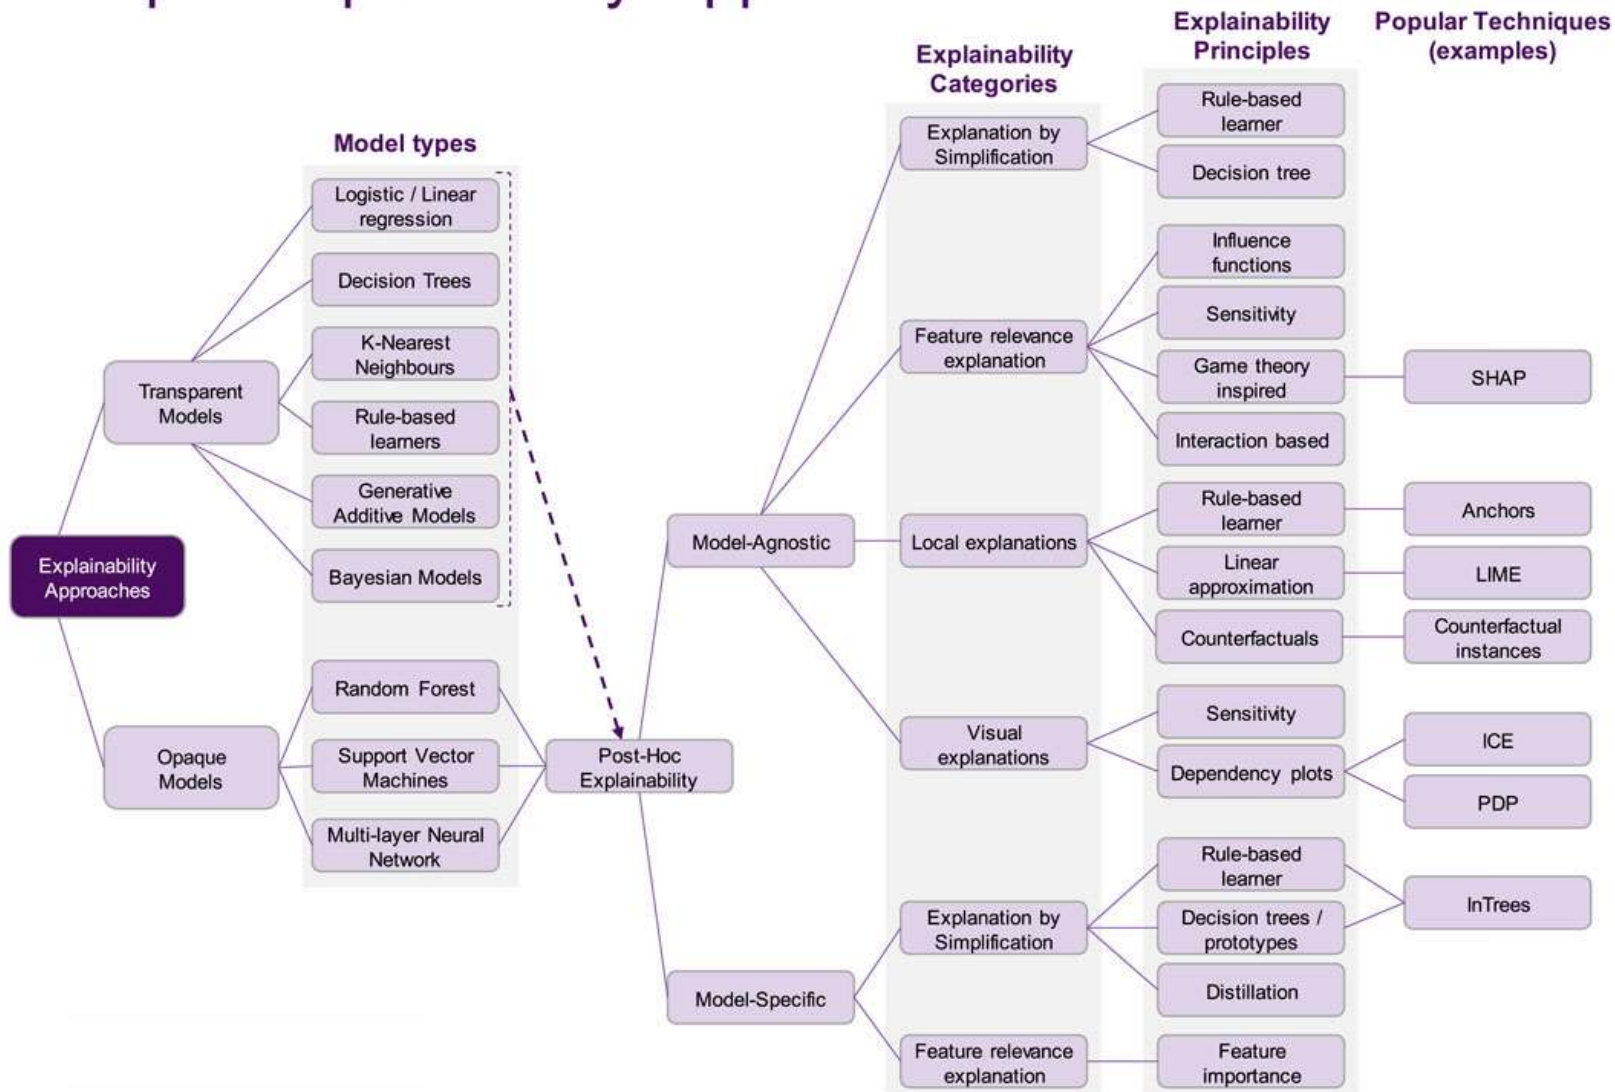 Explainability
Principles
Popular Techniques
(examples)
Explainability
Categories
Model types
Explainability
Approaches
Transparent
Models
Opaque
Models
Logistic / Linear
regression
Decision Trees
K-Nearest
Neighbours
Rule-based
learners
Generative
Additive Models
Bayesian Models
Random Forest
Support Vector
Machines
Multi-layer Neural
Network
Post-Hoc
Explainability
Model-Agnostic
Model-Specific
Explanation by
Simplification
Rule-based
learner
Decision tree
Feature relevance
explanation
Influence
functions
Sensitivity
Game theory
inspired
SHAP
Interaction based
Local explanations
Rule-based
learner
Anchors
Linear
approximation
LIME
Counterfactuals
Counterfactual
instances
Visual
explanations
Sensitivity
Dependency plots
ICE
PDP
Explanation by
Simplification
Rule-based
learner
Decision trees /
prototypes
InTrees
Distillation
Feature relevance
explanation
Feature
importance